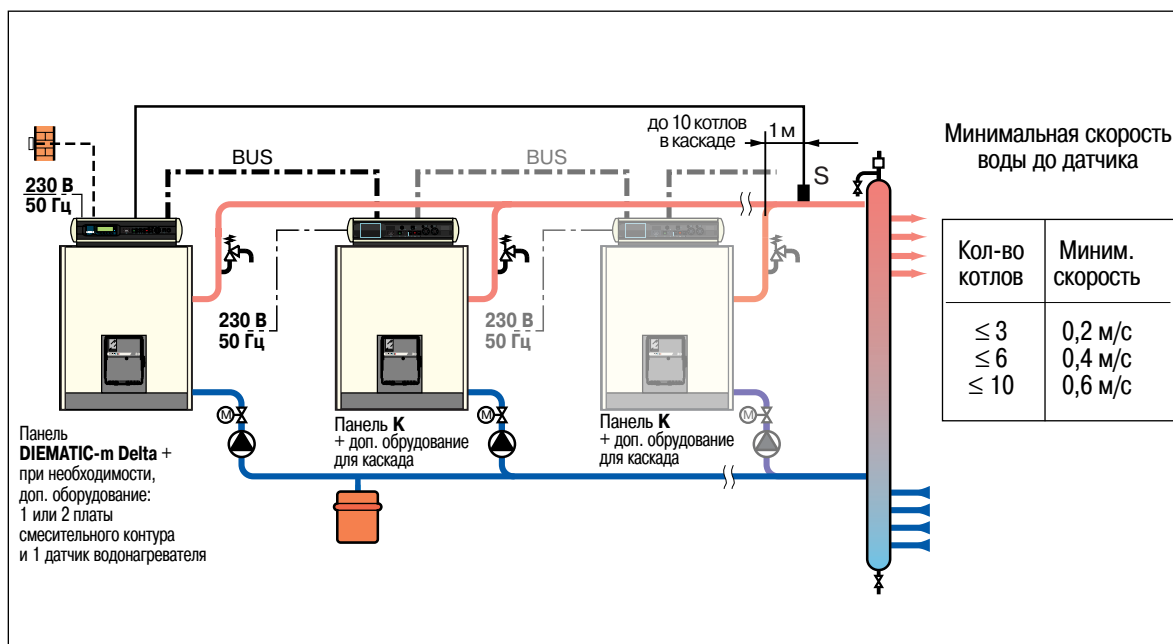 до 10 котлов
в каскаде
1 м
S
BUS
BUS
230 В
50 Гц
230 В
50 Гц
230 В
50 Гц
M
M
M
Панель
DIEMATIC-m Delta +
при необходимости,
доп. оборудование:
1 или 2 платы
смесительного контура
и 1 датчик водонагревателя
Панель K
+ доп. обрудование
для каскада
Панель K
+ доп. обрудование
для каскада
Минимальная скорость
воды до датчика
Кол-во Миним.
котлов скорость
≤ 3 0,2 м/с
≤ 6 0,4 м/с
≤ 10 0,6 м/с